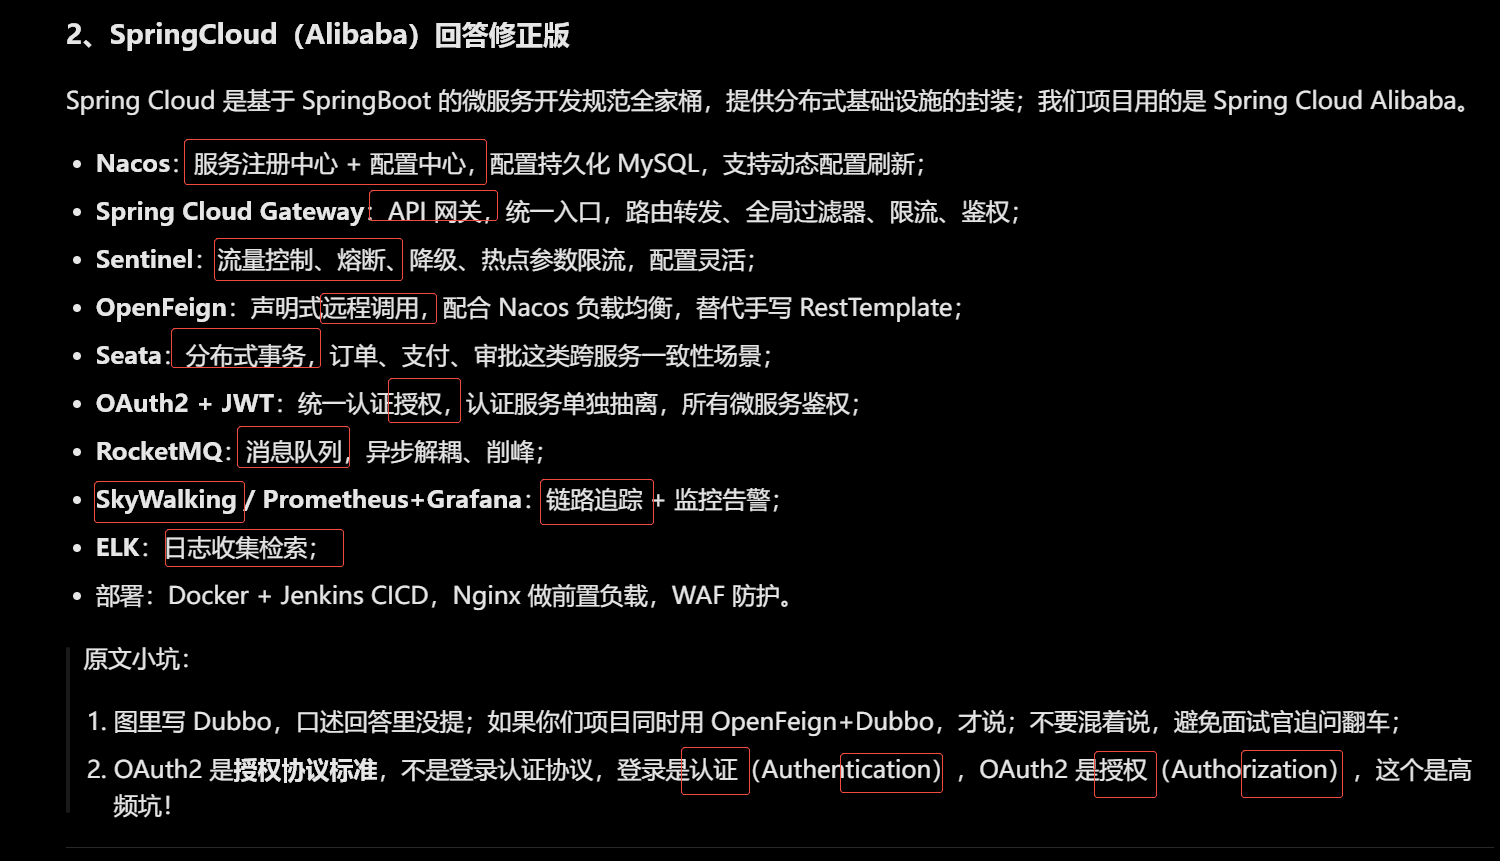 2、SpringCloud（Alibaba）回答修正版
Spring Cloud 是基于 SpringBoot 的微服务开发规范全家桶，提供分布式基础设施的封装；我们项目用的是 Spring Cloud Alibaba。
• Nacos：服务注册中心 + 配置中心，配置持久化 MySQL，支持动态配置刷新；
• Spring Cloud Gateway：API 网关，统一入口，路由转发、全局过滤器、限流、鉴权；
• Sentinel：流量控制、熔断、降级、热点参数限流，配置灵活；
• OpenFeign：声明式远程调用，配合 Nacos 负载均衡，替代手写 RestTemplate；
• Seata：分布式事务，订单、支付、审批这类跨服务一致性场景；
• OAuth2 + JWT：统一认证授权，认证服务单独抽离，所有微服务鉴权；
• RocketMQ：消息队列，异步解耦、削峰；
• SkyWalking / Prometheus+Grafana：链路追踪 + 监控告警；
• ELK：日志收集检索；
• 部署：Docker + Jenkins CICD，Nginx 做前置负载，WAF 防护。
原文小坑：
1. 图里写 Dubbo，口述回答里没提；如果你们项目同时用 OpenFeign+Dubbo，才说；不要混着说，避免面试官追问翻车；
2. OAuth2 是授权协议标准，不是登录认证协议，登录是认证（Authentication），OAuth2 是授权（Authorization），这个是高
频坑！